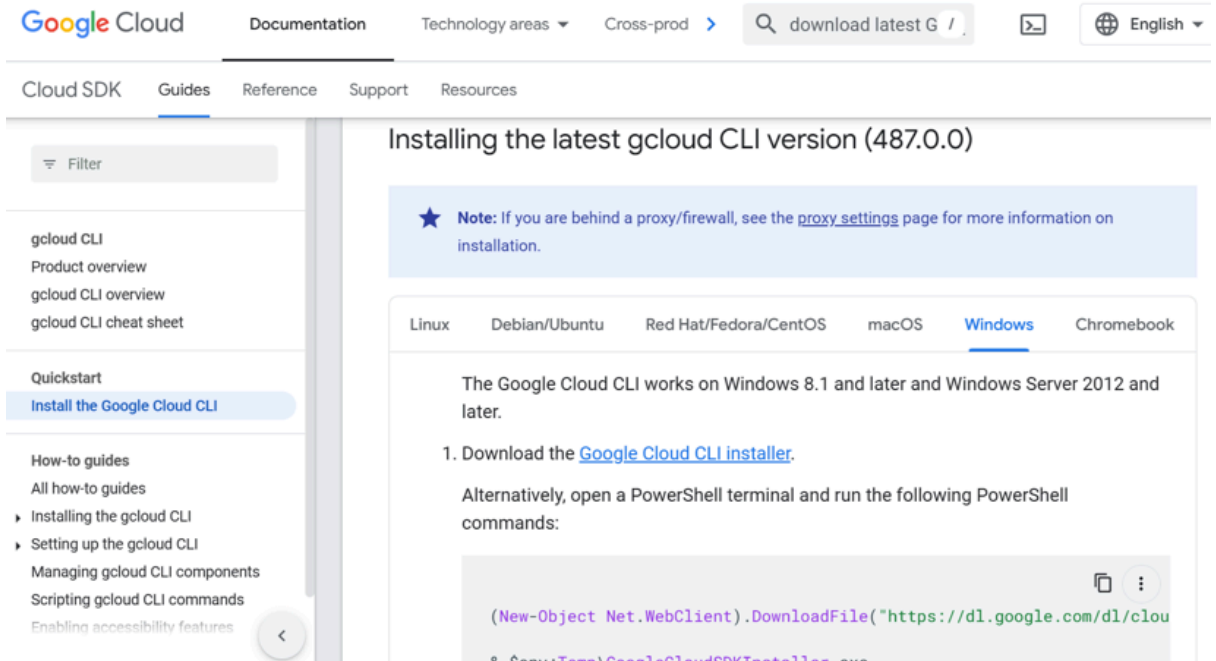 Google Cloud
Documentation
Technology areas
Cross-prod
download latest G /
English
Cloud SDK
Guides
Reference
Support
Resources
Filter
gcloud CLI
Product overview
gcloud CLI overview
gcloud CLI cheat sheet
Quickstart
Install the Google Cloud CLI
How-to guides
All how-to guides
Installing the gcloud CLI
Setting up the gcloud CLI
Managing gcloud CLI components
Scripting gcloud CLI commands
Enabling accessibility features
Installing the latest gcloud CLI version (487.0.0)
Note: If you are behind a proxy/firewall, see the proxy settings page for more information on
installation.
Linux
Debian/Ubuntu
Red Hat/Fedora/CentOS
macOS
Windows
Chromebook
The Google Cloud CLI works on Windows 8.1 and later and Windows Server 2012 and
later.
1. Download the Google Cloud CLI installer.
Alternatively, open a PowerShell terminal and run the following PowerShell
commands:
(New-Object Net.WebClient).DownloadFile("https://dl.google.com/dl/clou
& $env:Temp\GoogleCloudSDKInstaller.exe